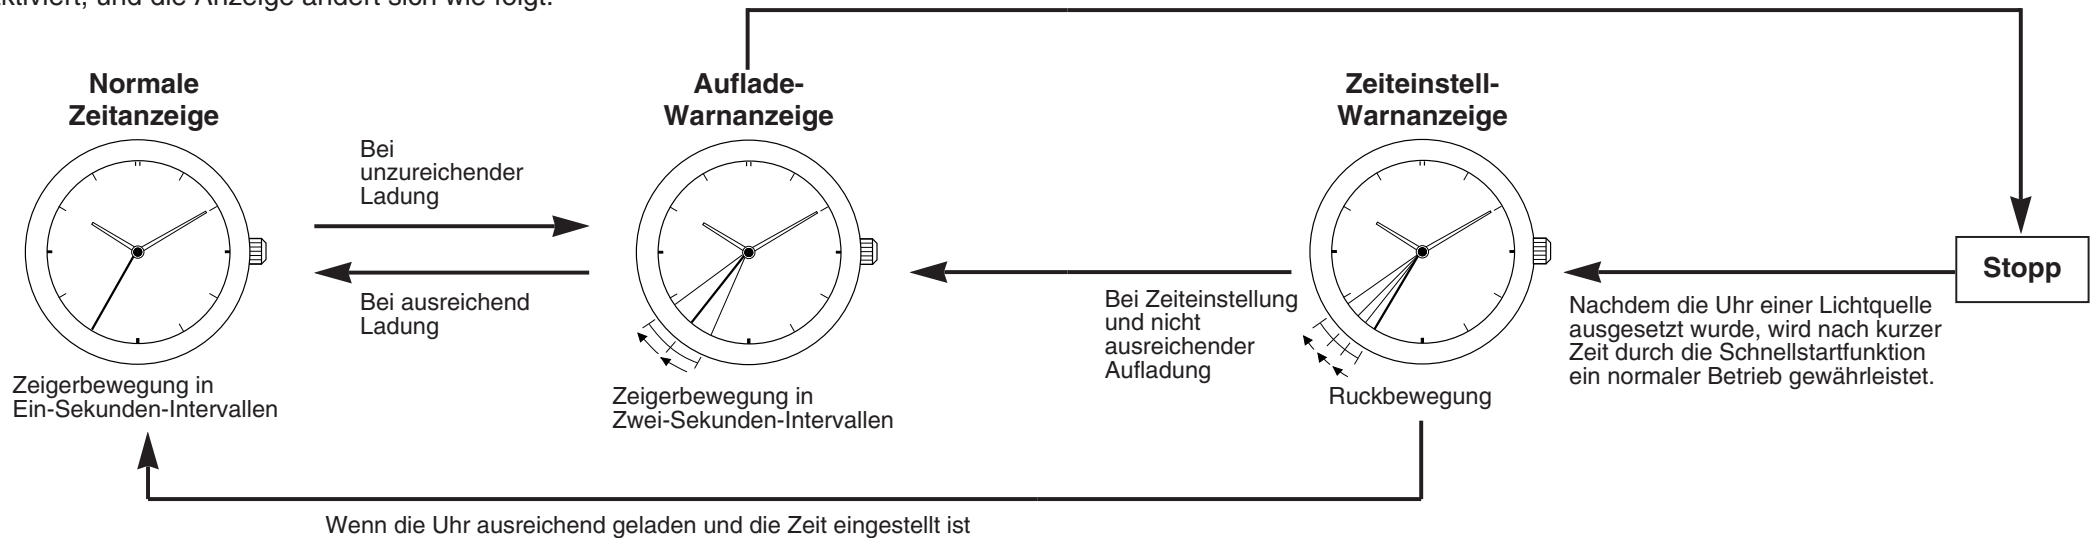 und die Anzeige ändert sich wie folgt:
Normale
Zeitanzeige
Bei
unzureichender
Ladung
Bei ausreichend
Ladung
Zeigerbewegung in
Ein-Sekunden-Intervallen
Auflade-
Warnanzeige
Zeigerbewegung in
Zwei-Sekunden-Intervallen
Bei Zeiteinstellung
und nicht
ausreichender
Aufladung
Zeiteinstell-
Warnanzeige
Ruckbewegung
Nachdem die Uhr einer Lichtquelle
ausgesetzt wurde, wird nach kurzer
Zeit durch die Schnellstartfunktion
ein normaler Betrieb gewährleistet.
Stopp
Wenn die Uhr ausreichend geladen und die Zeit eingestellt ist